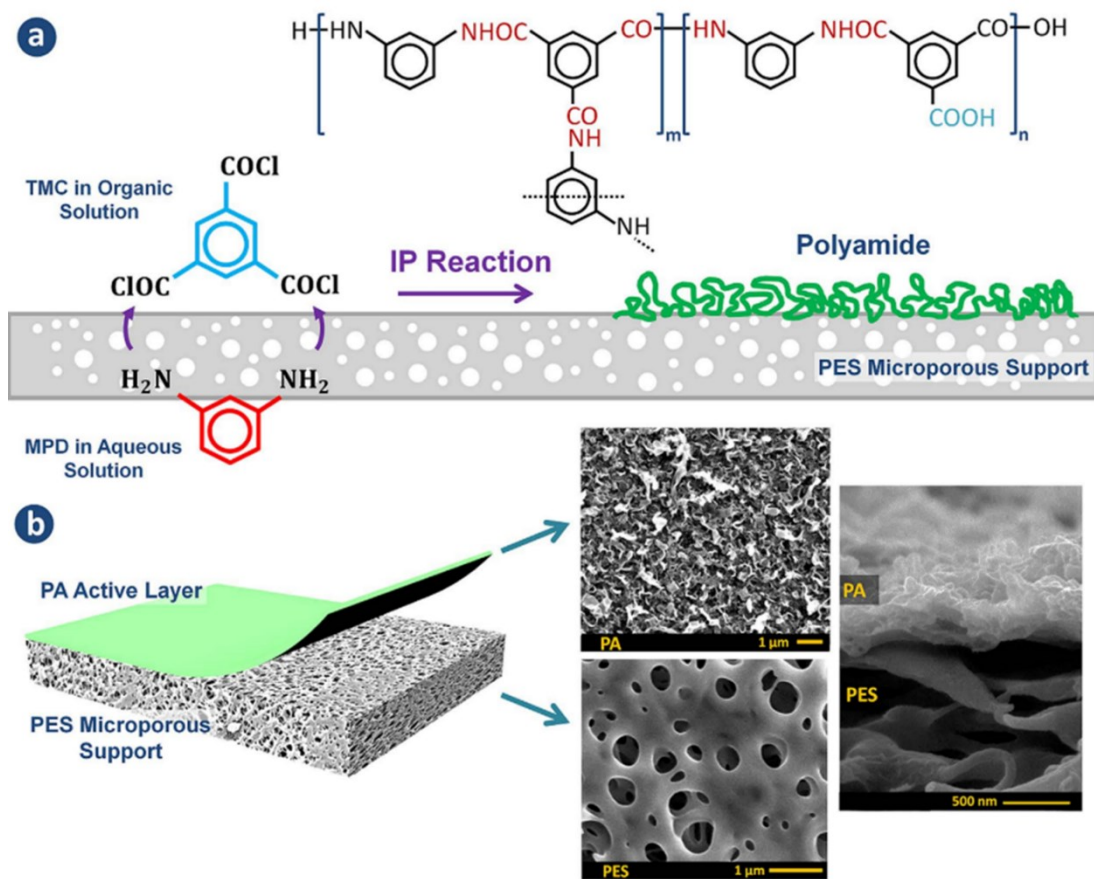 a
H
HN
NHOC
CO
HN
NHOC
CO
OH
CO
NH
m
COOH
n
NH
TMC in Organic
Solution
COCl
ClOC
COCl
IP Reaction
Polyamide
H₂N
NH₂
PES Microporous Support
MPD in Aqueous
Solution
b
PA Active Layer
PES Microporous
Support
PA
1 μm
PES
1 μm
PA
PES
500 nm